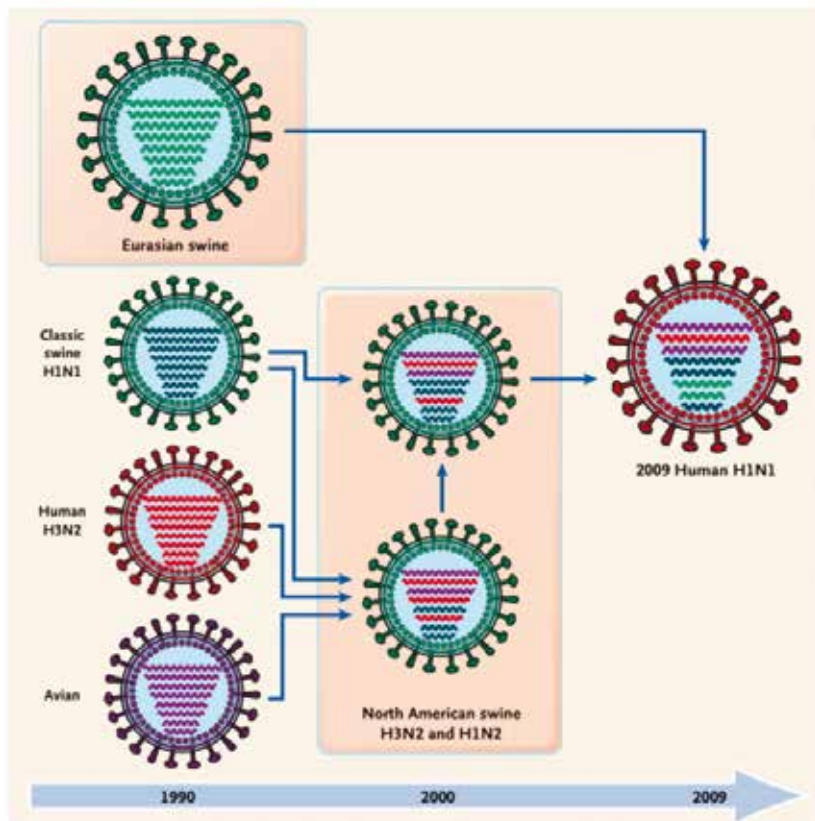 Eurasian swine
Classic
swine
H1N1
Human
H3N2
Avian
2009 Human H1N1
North American swine
H3N2 and H1N2
1990
2000
2009